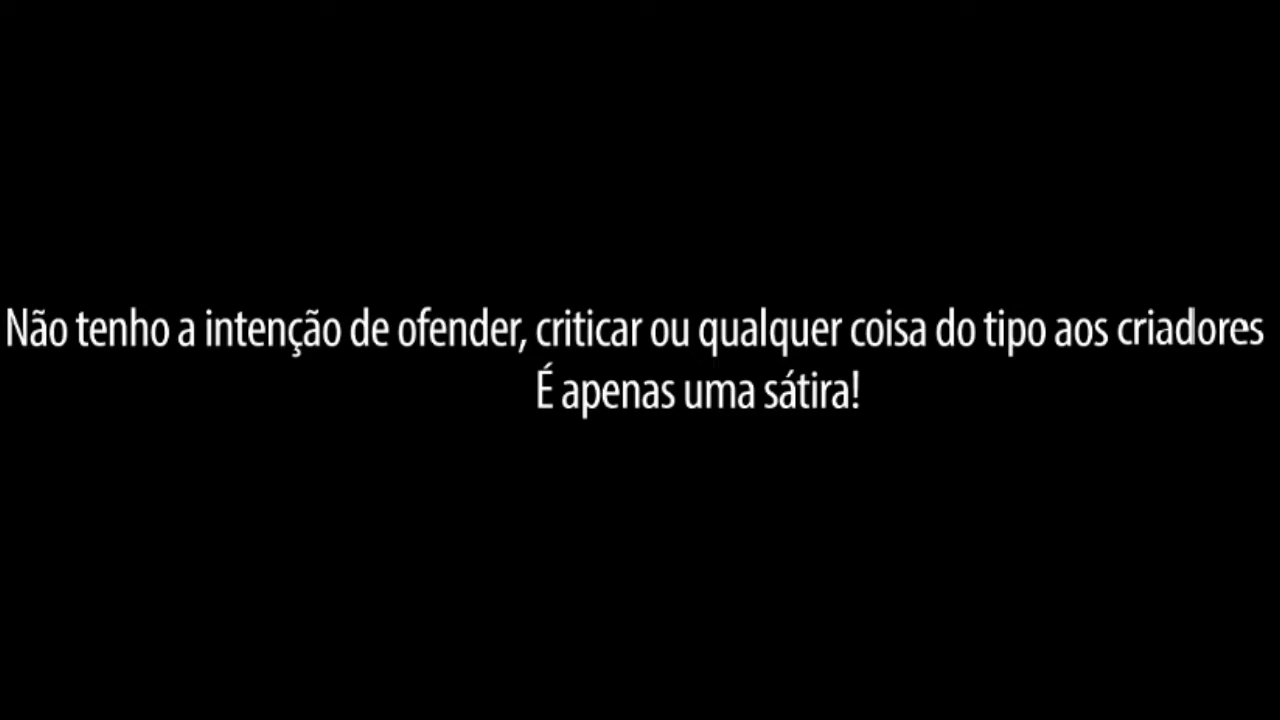 Não tenho a intenção de ofender, criticar ou qualquer coisa do tipo aos criadores
É apenas uma sátira!